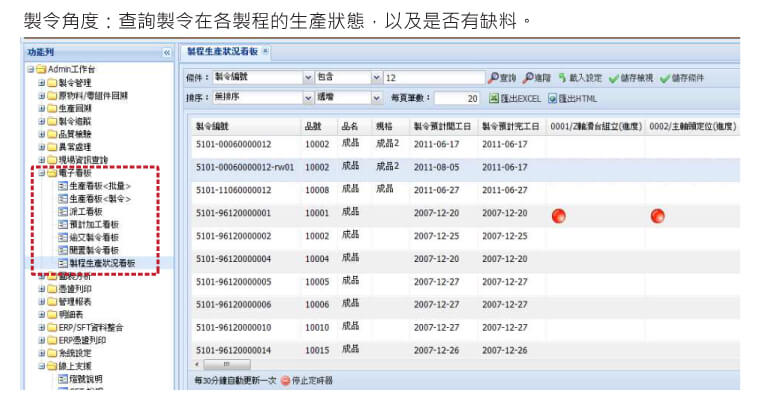 製令角度：查詢製令在各製程的生產狀態，以及是否有缺料。
功能列
製程生產狀況看板
Admin工作台
製令管理
原物料/零組件回溯
生產回溯
製令追蹤
品質檢驗
異常處理
現場資訊查詢
電子看板
生產看板<批量>
生產看板<製令>
派工看板
預計加工看板
逾交製令看板
閒置製令看板
製程生產狀況看板
圖表分析
憑證列印
管理報表
明細表
ERP/SFT資料整合
ERP憑證列印
系統設定
線上支援
燈號說明
條件： 製令編號 包含 12 查詢 進階 載入設定 儲存檢視 儲存條件
排序： 無排序 遞增 每頁筆數： 20 匯出EXCEL 匯出HTML
製令編號 品號 品名 規格 製令預計開工日 製令預計完工日 0001/Z軸滑台組立(進度) 0002/主軸頭定位(進度)
5101-00060000012 10002 成品 成品2 2011-06-17 2011-06-17
5101-00060000012-rw01 10002 成品 成品2 2011-08-05 2011-06-17
5101-11060000012 10008 成品 成品 2011-06-27 2011-06-27
5101-96120000001 10001 成品 2007-12-20 2007-12-20
5101-96120000002 10002 成品 2007-12-25 2007-12-25
5101-96120000004 10004 成品 2007-12-20 2007-12-20
5101-96120000005 10005 成品 2007-12-27 2007-12-27
5101-96120000006 10006 成品 2007-12-27 2007-12-27
5101-96120000010 10010 成品 2007-12-27 2007-12-27
5101-96120000014 10015 成品 2007-12-26 2007-12-26
每30分鐘自動更新一次 停止定時器